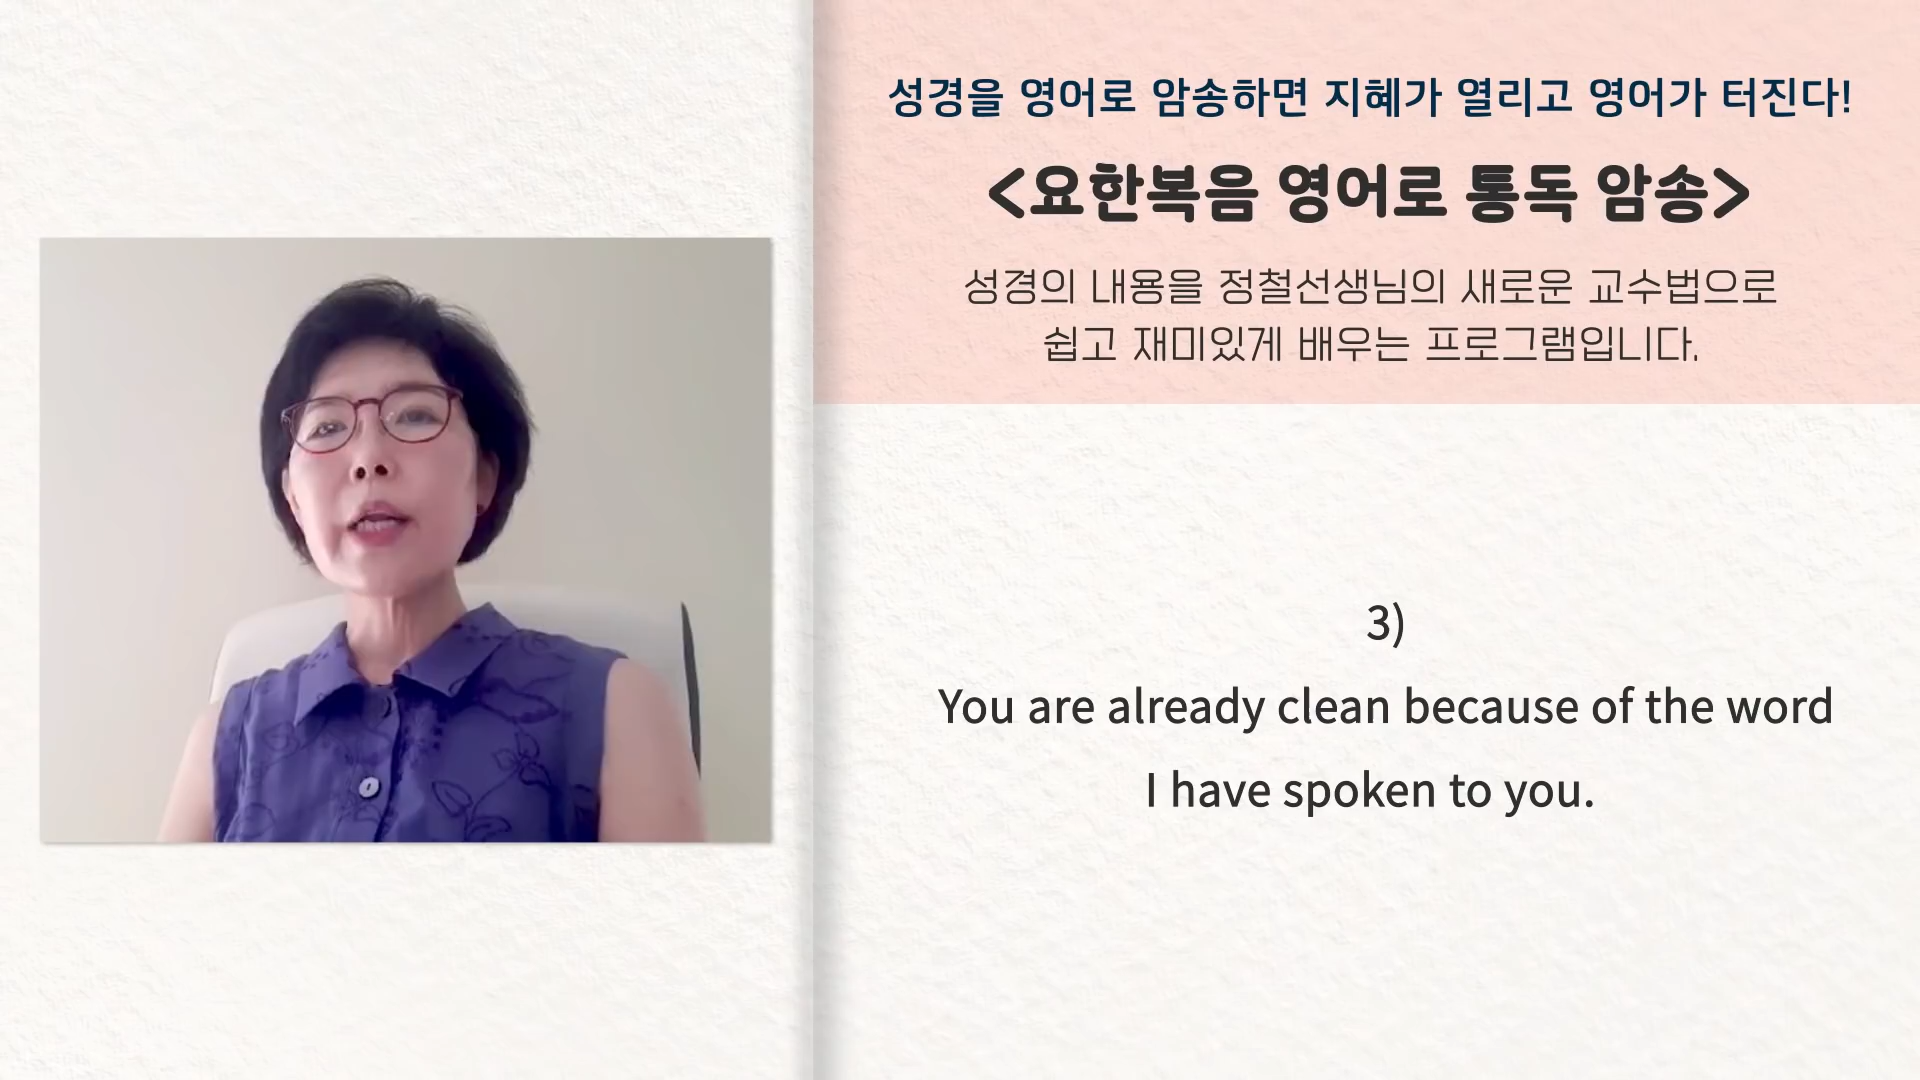 성경을 영어로 암송하면 지혜가 열리고 영어가 터진다!
<요한복음 영어로 통독 암송>
성경의 내용을 정철선생님의 새로운 교수법으로
쉽고 재미있게 배우는 프로그램입니다.
3)
You are already clean because of the word
I have spoken to you.